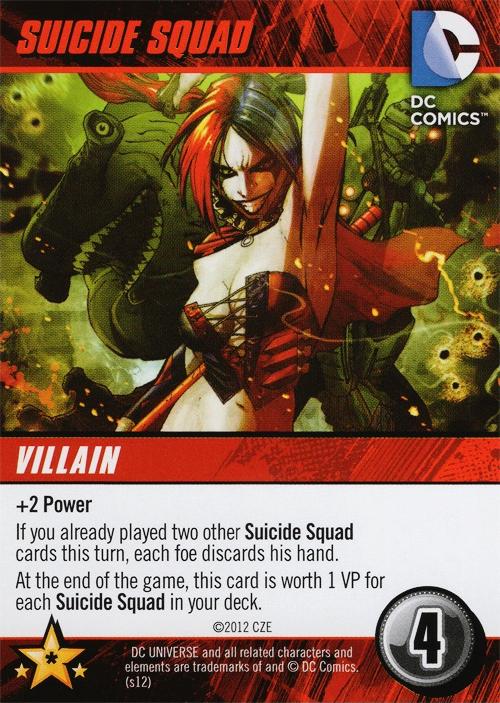 SUICIDE SQUAD
DC
COMICS™
VILLAIN
+2 Power
If you already played two other Suicide Squad
cards this turn, each foe discards his hand.
At the end of the game, this card is worth 1 VP for
each Suicide Squad in your deck.
©2012 CZE
*
4
DC UNIVERSE and all related characters and
elements are trademarks of and © DC Comics.
(s12)